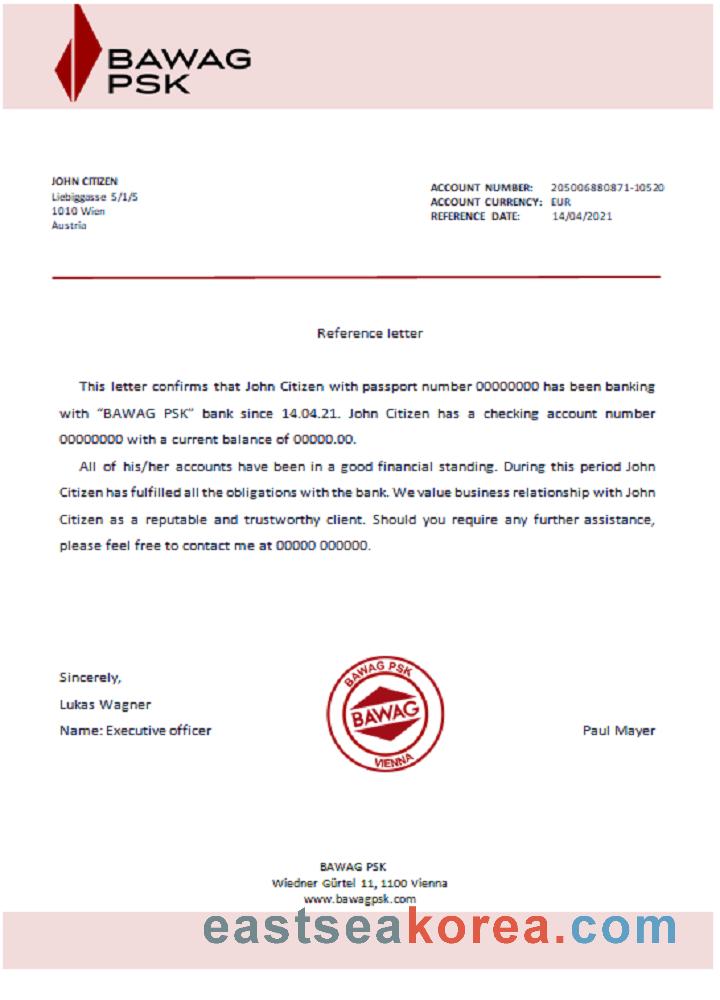 BAWAG
PSK
JOHN CITIZEN
Liebiggasse 5/1/5
1010 Wien
Austria
ACCOUNT NUMBER: 205006880871-10520
ACCOUNT CURRENCY: EUR
REFERENCE DATE: 14/04/2021
Reference letter
This letter confirms that John Citizen with passport number 00000000 has been banking
with “BAWAG PSK” bank since 14.04.21. John Citizen has a checking account number
00000000 with a current balance of 00000.00.
All of his/her accounts have been in a good financial standing. During this period John
Citizen has fulfilled all the obligations with the bank. We value business relationship with John
Citizen as a reputable and trustworthy client. Should you require any further assistance,
please feel free to contact me at 00000 000000.
Sincerely,
Lukas Wagner
Name: Executive officer
BAWAG PSK
BAWAG
VIENNA
Paul Mayer
BAWAG PSK
Wiedner Gürtel 11, 1100 Vienna
www.bawagpsk.com
eastseakorea.com